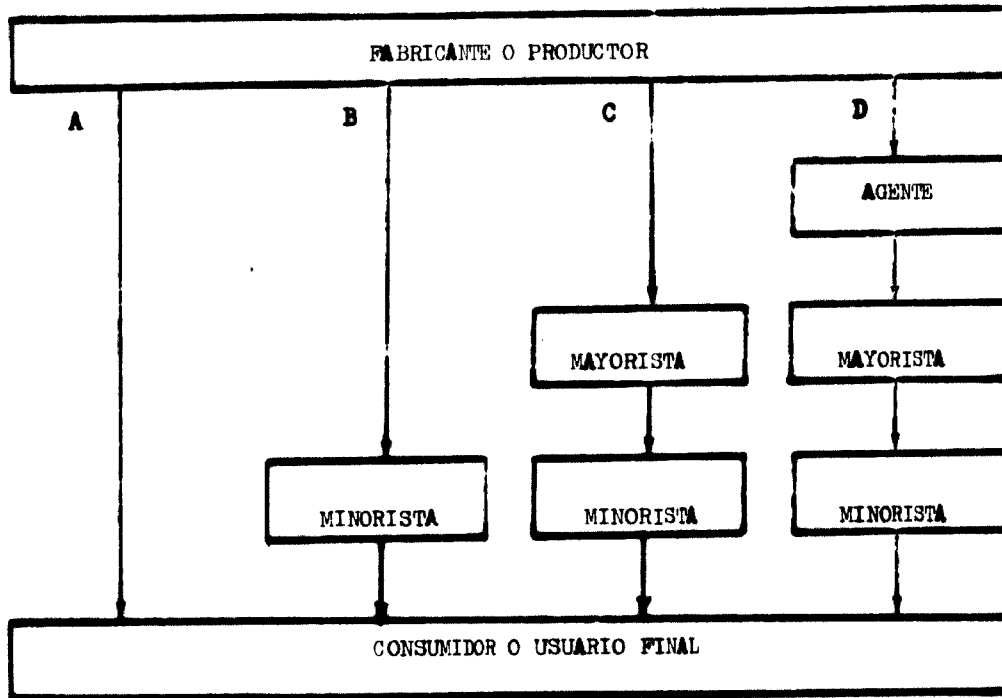 FABRICANTE O PRODUCTOR
A B C D
AGENTE
MAYORISTA MAYORISTA
MINORISTA MINORISTA MINORISTA
CONSUMIDOR O USUARIO FINAL